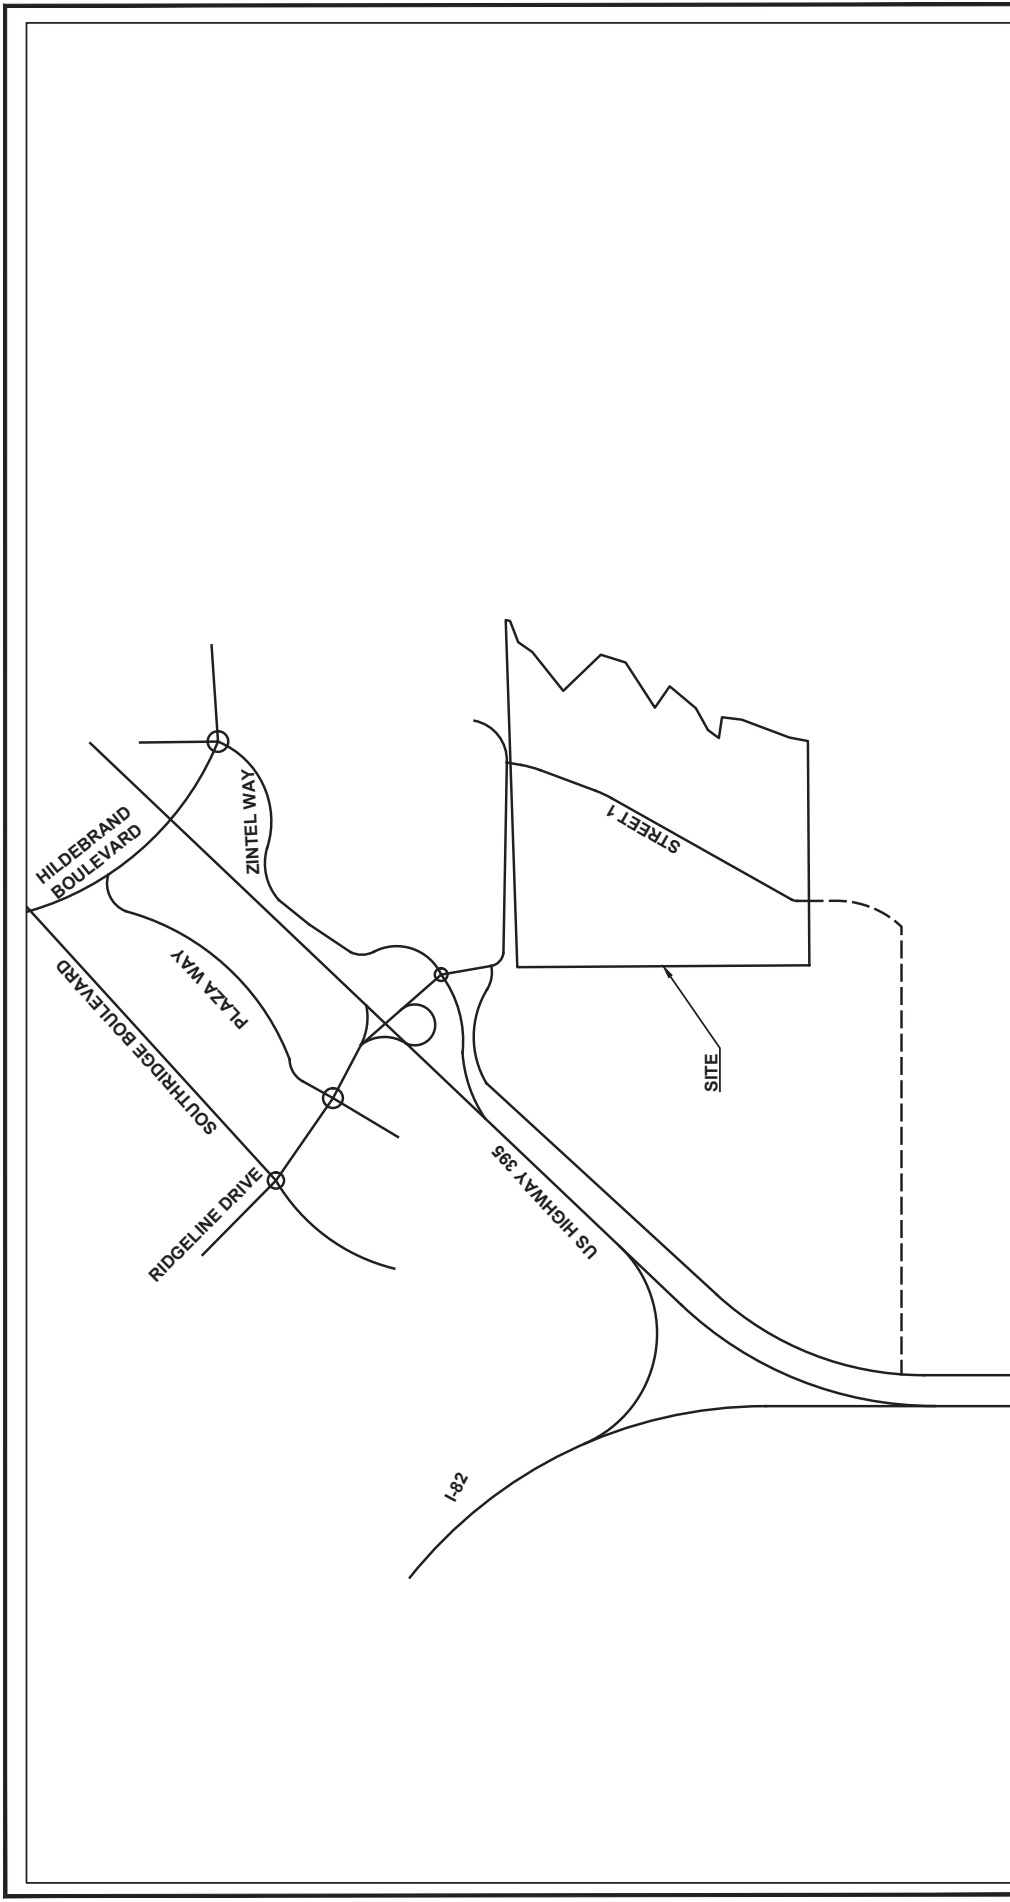 HILDEBRAND
BOULEVARD
ZINTEL WAY
PLAZA WAY
SOUTHRIDGE BOULEVARD
RIDGELINE DRIVE
STREET 1
SITE
US HIGHWAY 395
I-82